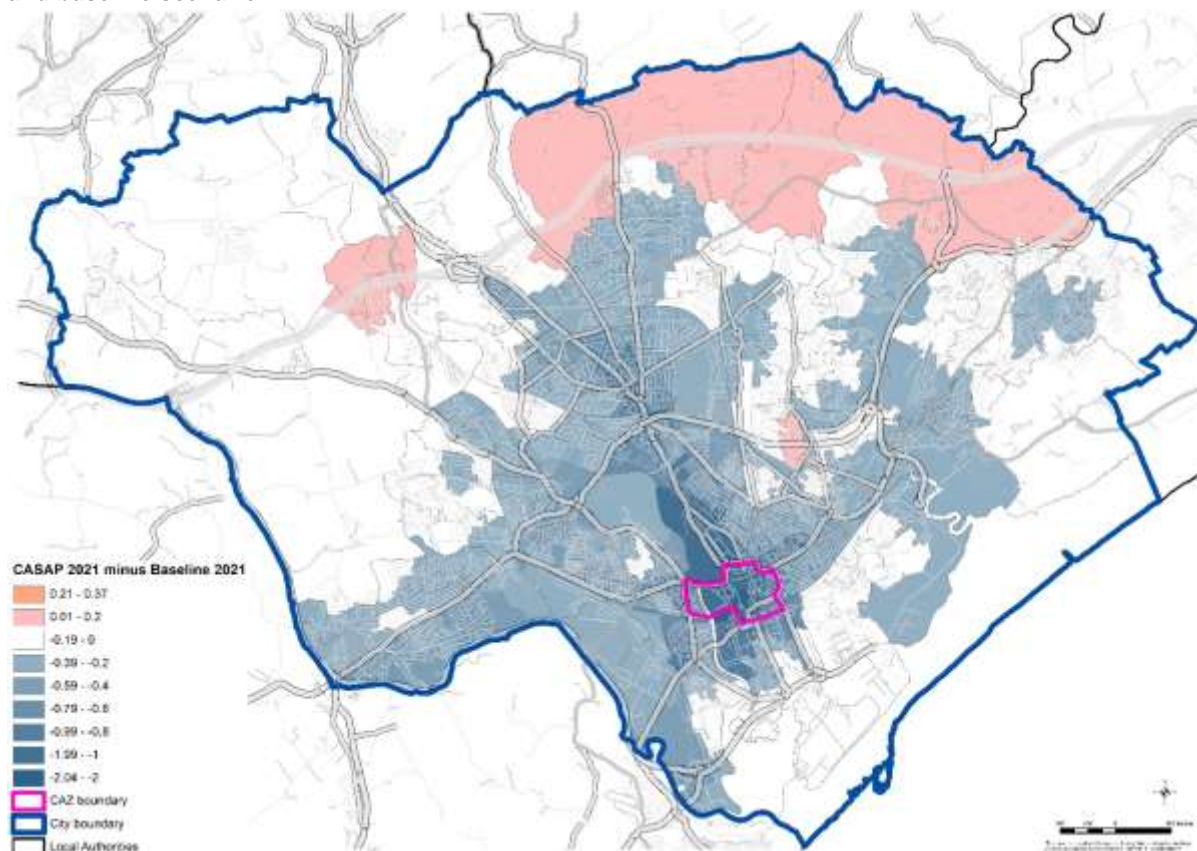 CASAP 2021 minus Baseline 2021
0.21 - 0.37
0.01 - 0.2
-0.19 - 0
-0.39 - -0.2
-0.59 - -0.4
-0.79 - -0.6
-0.99 - -0.8
-1.99 - -1
-2.04 - -2
CAZ boundary
City boundary
Local Authorities